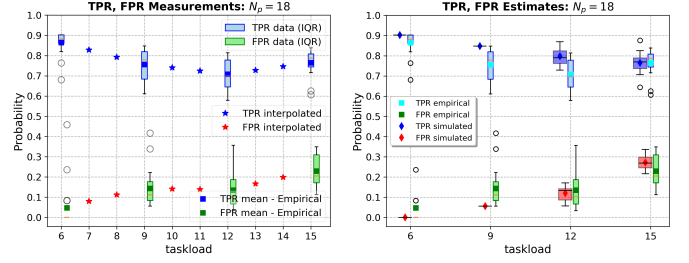 TPR, FPR Measurements: N_p = 18
1.0
0.9
0.8
0.7
0.6
0.5
0.4
0.3
0.2
0.1
0.0
Probability
TPR data (IQR)
FPR data (IQR)
TPR interpolated
FPR interpolated
TPR mean - Empirical
FPR mean - Empirical
6 7 8 9 10 11 12 13 14 15
taskload
TPR, FPR Estimates: N_p = 18
1.0
0.9
0.8
0.7
0.6
0.5
0.4
0.3
0.2
0.1
0.0
Probability
TPR empirical
FPR empirical
TPR simulated
FPR simulated
6 9 12 15
taskload